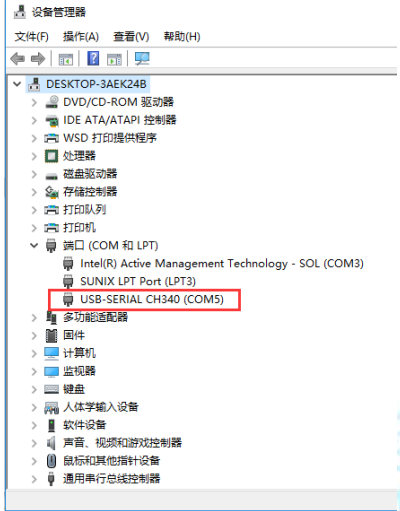 设备管理器
文件(F) 操作(A) 查看(V) 帮助(H)
DESKTOP-3AEK24B
DVD/CD-ROM 驱动器
IDE ATA/ATAPI 控制器
WSD 打印提供程序
处理器
磁盘驱动器
存储控制器
打印队列
打印机
端口 (COM 和 LPT)
Intel(R) Active Management Technology - SOL (COM3)
SUNIX LPT Port (LPT3)
USB-SERIAL CH340 (COM5)
多功能适配器
固件
计算机
监视器
键盘
人体学输入设备
软件设备
声音、视频和游戏控制器
鼠标和其他指针设备
通用串行总线控制器